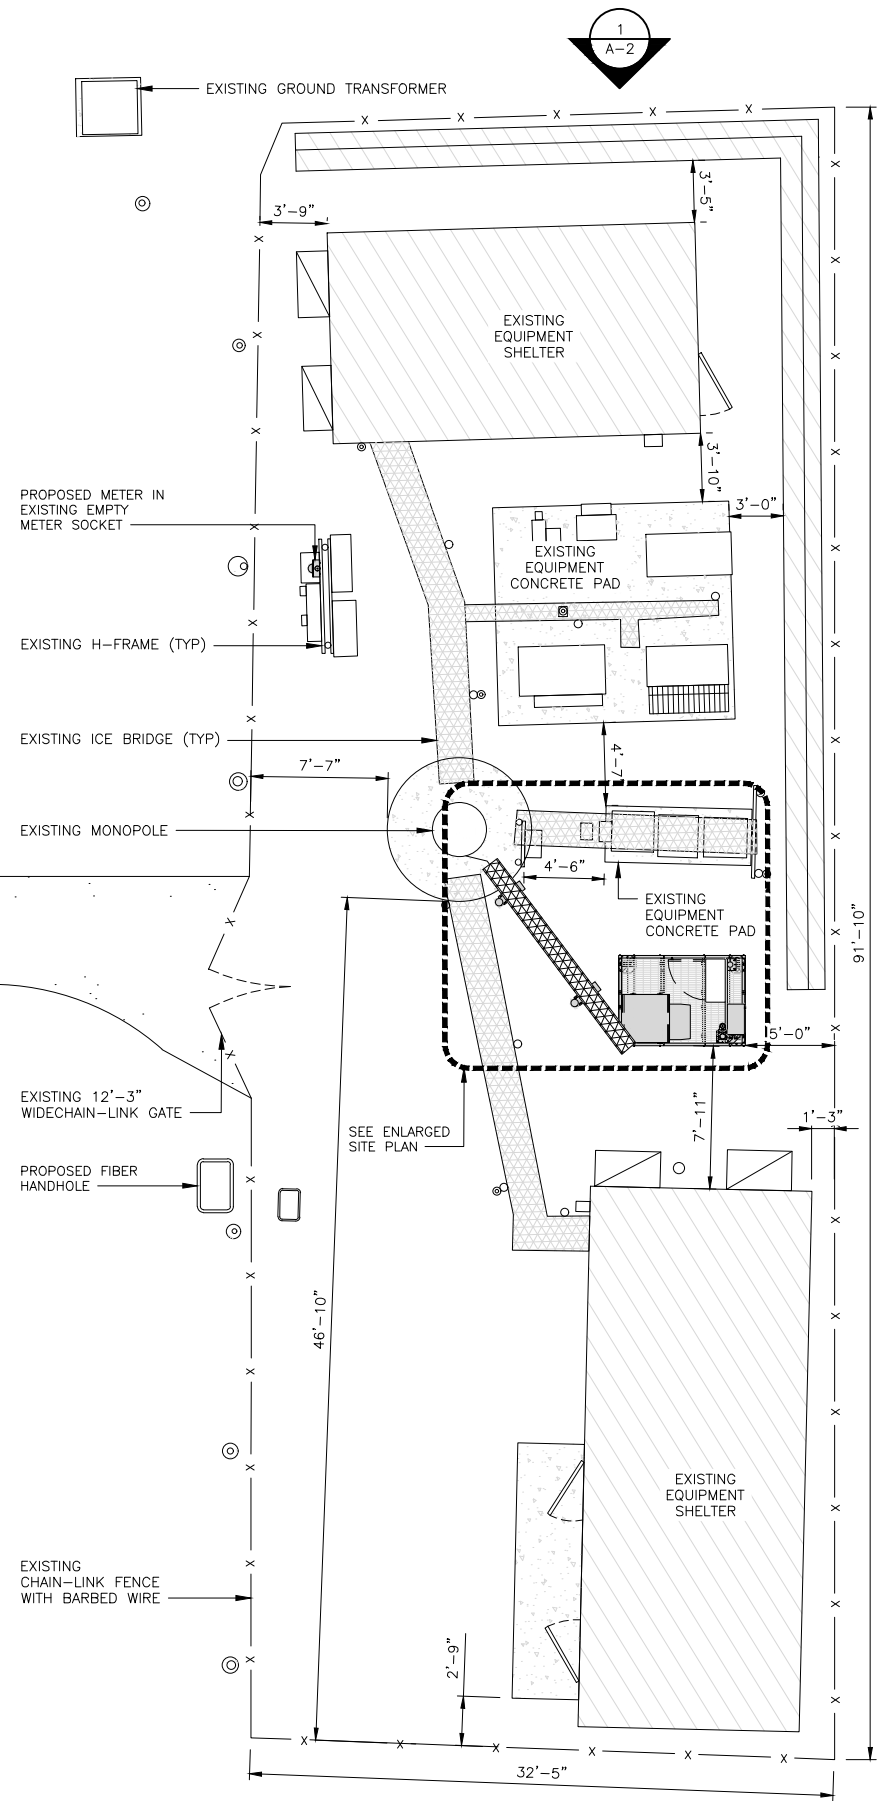 1
A-2
EXISTING GROUND TRANSFORMER
3'-5"
3'-9"
EXISTING
EQUIPMENT
SHELTER
3'-10"
PROPOSED METER IN
EXISTING EMPTY
METER SOCKET
3'-0"
EXISTING
EQUIPMENT
CONCRETE PAD
EXISTING H-FRAME (TYP)
EXISTING ICE BRIDGE (TYP)
7'-7"
4'-7"
EXISTING MONOPOLE
4'-6"
EXISTING
EQUIPMENT
CONCRETE PAD
91'-10"
5'-0"
EXISTING 12'-3"
WIDECHAIN-LINK GATE
7'-11"
1'-3"
SEE ENLARGED
SITE PLAN
PROPOSED FIBER
HANDHOLE
46'-10"
EXISTING
EQUIPMENT
SHELTER
EXISTING
CHAIN-LINK FENCE
WITH BARBED WIRE
2'-9"
32'-5"